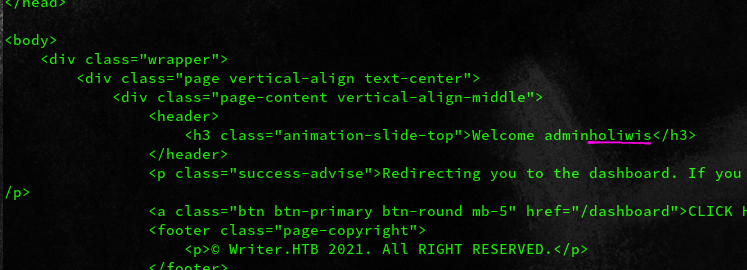 </head>
<body>
<div class="wrapper">
<div class="page vertical-align text-center">
<div class="page-content vertical-align-middle">
<header>
<h3 class="animation-slide-top">Welcome adminholiwis</h3>
</header>
<p class="success-advise">Redirecting you to the dashboard. If you
/p>
<a class="btn btn-primary btn-round mb-5" href="/dashboard">CLICK H
<footer class="page-copyright">
<p>© Writer.HTB 2021. All RIGHT RESERVED.</p>
</footer>